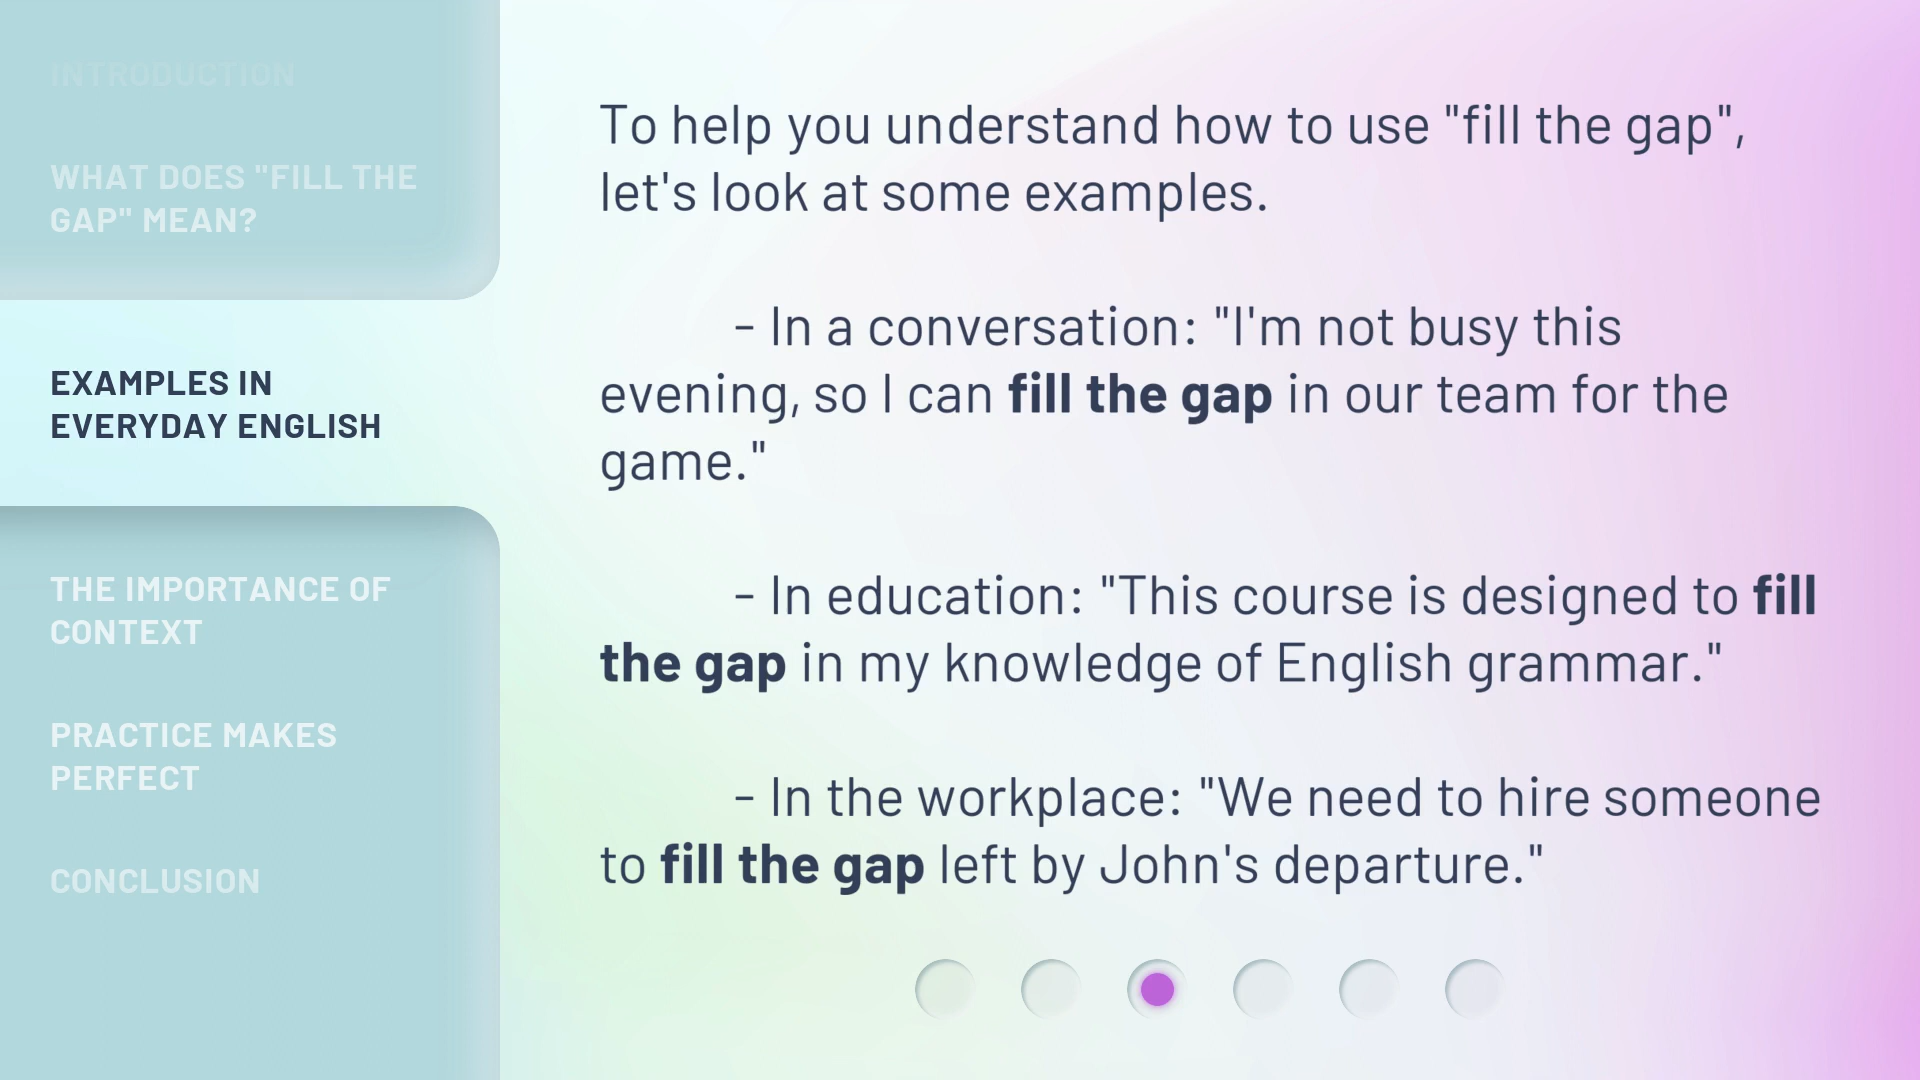 INTRODUCTION
WHAT DOES "FILL THE
GAP" MEAN?
EXAMPLES IN
EVERYDAY ENGLISH
THE IMPORTANCE OF
CONTEXT
PRACTICE MAKES
PERFECT
CONCLUSION
To help you understand how to use "fill the gap",
let's look at some examples.
- In a conversation: "I'm not busy this
evening, so I can fill the gap in our team for the
game."
- In education: "This course is designed to fill
the gap in my knowledge of English grammar."
- In the workplace: "We need to hire someone
to fill the gap left by John's departure."